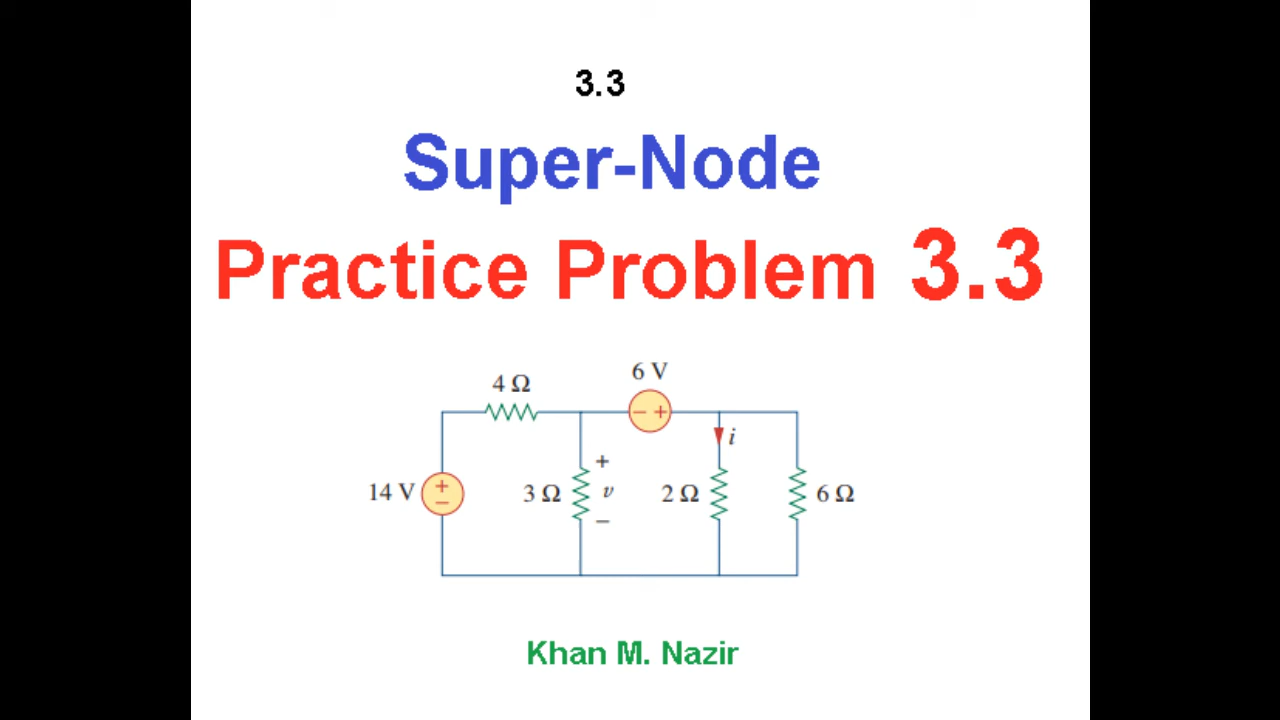 3.3
Super-Node
Practice Problem 3.3
6 V
4 Ω
− +
i
+
14 V
+
−
3 Ω
v
2 Ω
6 Ω
−
Khan M. Nazir